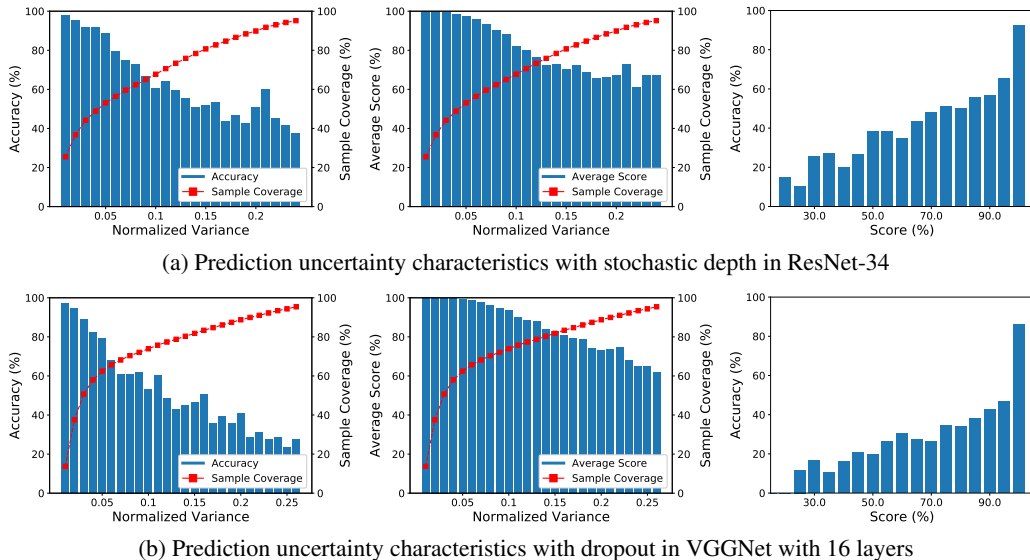 100
80
60
40
20
0
Accuracy (%)
100
80
60
40
20
0
Sample Coverage (%)
Accuracy
Sample Coverage
0.05 0.1 0.15 0.2
Normalized Variance
100
80
60
40
20
0
Average Score (%)
100
80
60
40
20
0
Sample Coverage (%)
Average Score
Sample Coverage
0.05 0.1 0.15 0.2
Normalized Variance
100
80
60
40
20
0
Accuracy (%)
30.0 50.0 70.0 90.0
Score (%)
(a) Prediction uncertainty characteristics with stochastic depth in ResNet-34
100
80
60
40
20
0
Accuracy (%)
100
80
60
40
20
0
Sample Coverage (%)
Accuracy
Sample Coverage
0.05 0.1 0.15 0.2 0.25
Normalized Variance
100
80
60
40
20
0
Average Score (%)
100
80
60
40
20
0
Sample Coverage (%)
Average Score
Sample Coverage
0.05 0.1 0.15 0.2 0.25
Normalized Variance
100
80
60
40
20
0
Accuracy (%)
30.0 50.0 70.0 90.0
Score (%)
(b) Prediction uncertainty characteristics with dropout in VGGNet with 16 layers